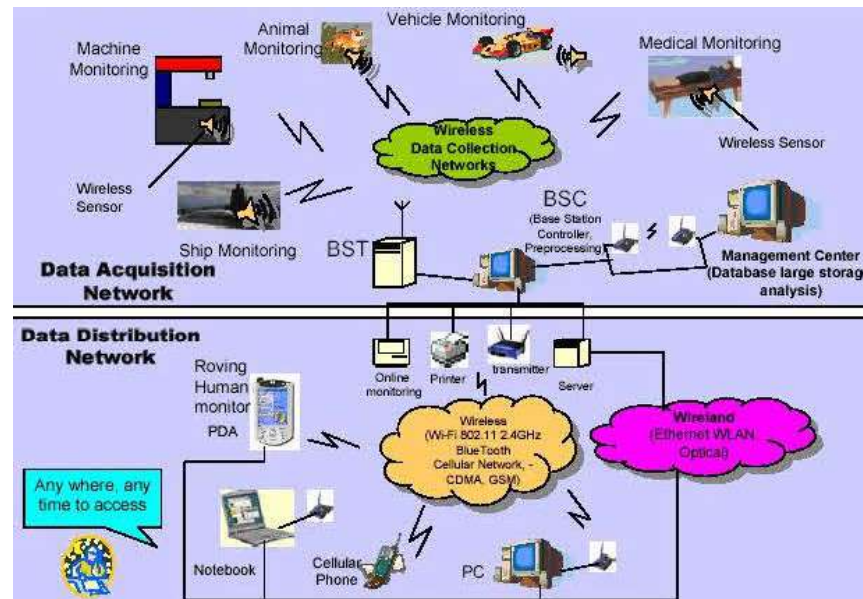 Machine
Monitoring
Animal
Monitoring
Vehicle Monitoring
Medical Monitoring
Wireless
Data Collection
Networks
Wireless Sensor
Wireless
Sensor
Ship Monitoring
BST
BSC
(Base Station
Controller,
Preprocessing)
Management Center
(Database large storag
analysis)
Data Acquisition
Network
Data Distribution
Network
Roving
Human
monitor
PDA
Online
monitoring
Printer
transmitter
Server
Wireless
(Wi-Fi 802.11 2.4GHz
BlueTooth
Cellular Network, -
CDMA, GSM)
Wireland
(Ethernet WLAN,
Optical)
Any where, any
time to access
Notebook
Cellular
Phone
PC